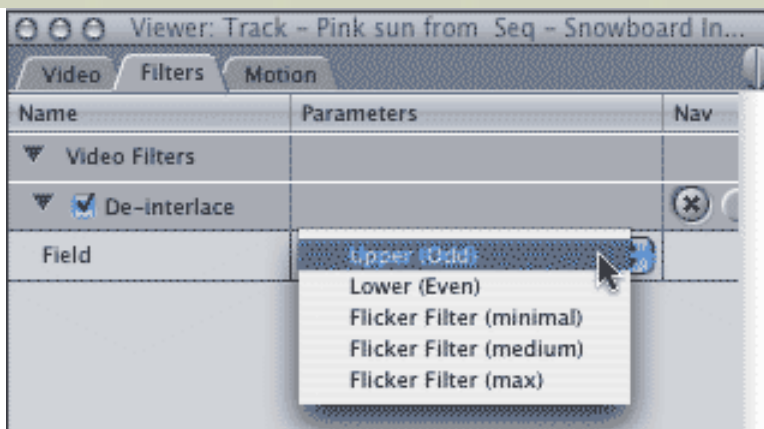 Viewer: Track – Pink sun from Seq – Snowboard In...
Video Filters Motion
Name Parameters Nav
Video Filters
De-interlace
Field Upper (Odd)
Lower (Even)
Flicker Filter (minimal)
Flicker Filter (medium)
Flicker Filter (max)